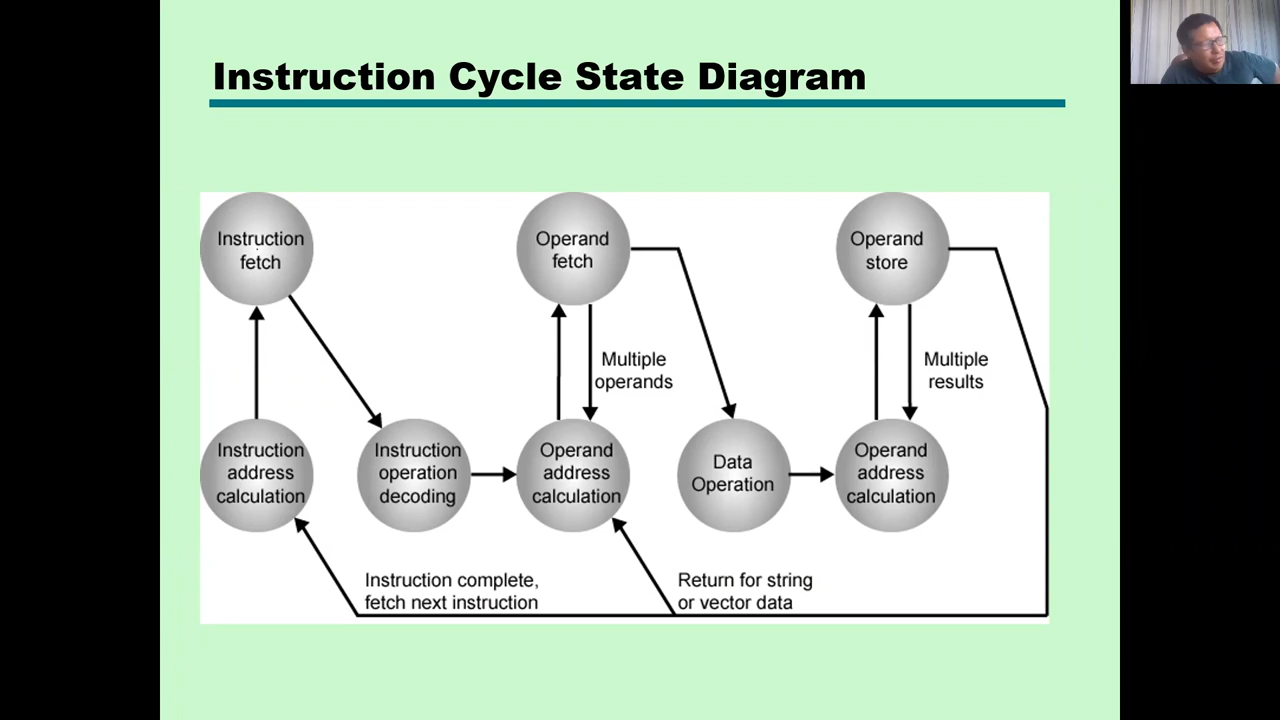 Instruction Cycle State Diagram
Instruction
fetch
Operand
fetch
Operand
store
Multiple
operands
Multiple
results
Instruction
address
calculation
Instruction
operation
decoding
Operand
address
calculation
Data
Operation
Operand
address
calculation
Instruction complete,
fetch next instruction
Return for string
or vector data